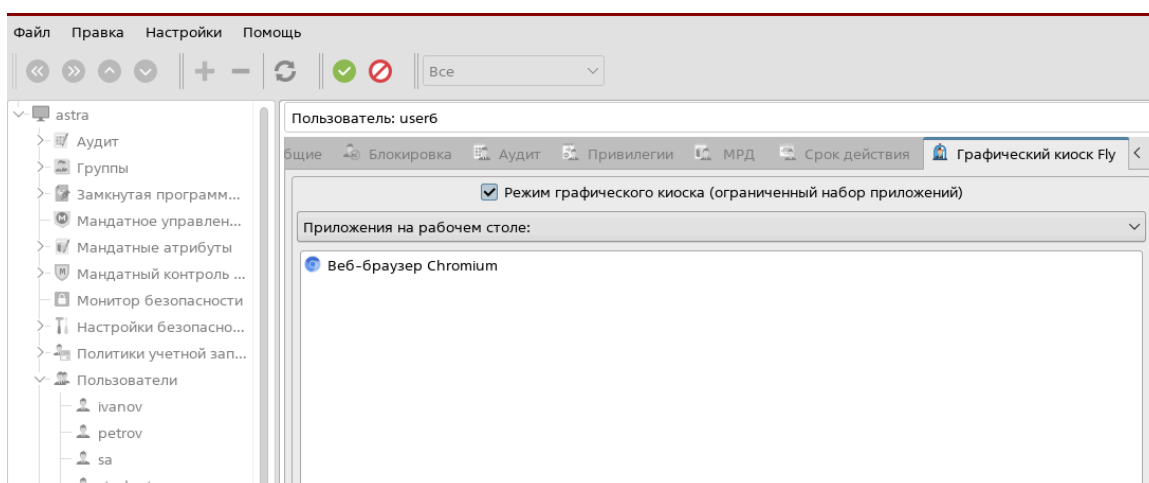 Файл Правка Настройки Помощь
Все
astra
Аудит
Группы
Замкнутая программ...
Мандатное управлен...
Мандатные атрибуты
Мандатный контроль ...
Монитор безопасности
Настройки безопасно...
Политики учетной зап...
Пользователи
ivanov
petrov
sa
Пользователь: user6
бщие Блокировка Аудит Привилегии МРД Срок действия Графический киоск Fly
Режим графического киоска (ограниченный набор приложений)
Приложения на рабочем столе:
Веб-браузер Chromium